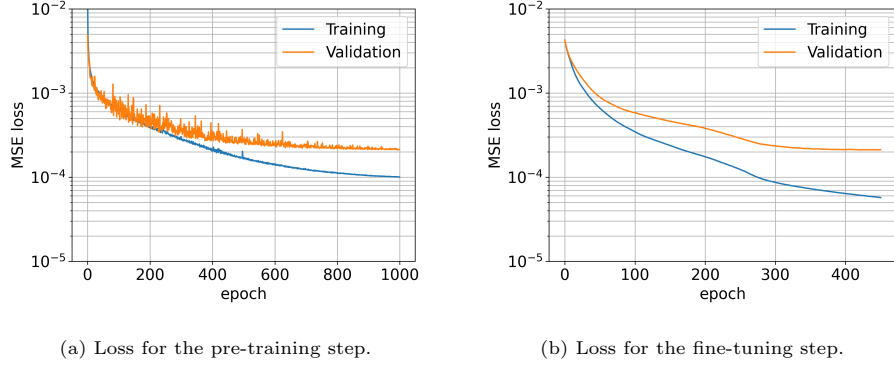 10⁻²
10⁻³
10⁻⁴
10⁻⁵
MSE loss
Training
Validation
0 200 400 600 800 1000
epoch
(a) Loss for the pre-training step.
10⁻²
10⁻³
10⁻⁴
10⁻⁵
MSE loss
Training
Validation
0 100 200 300 400
epoch
(b) Loss for the fine-tuning step.